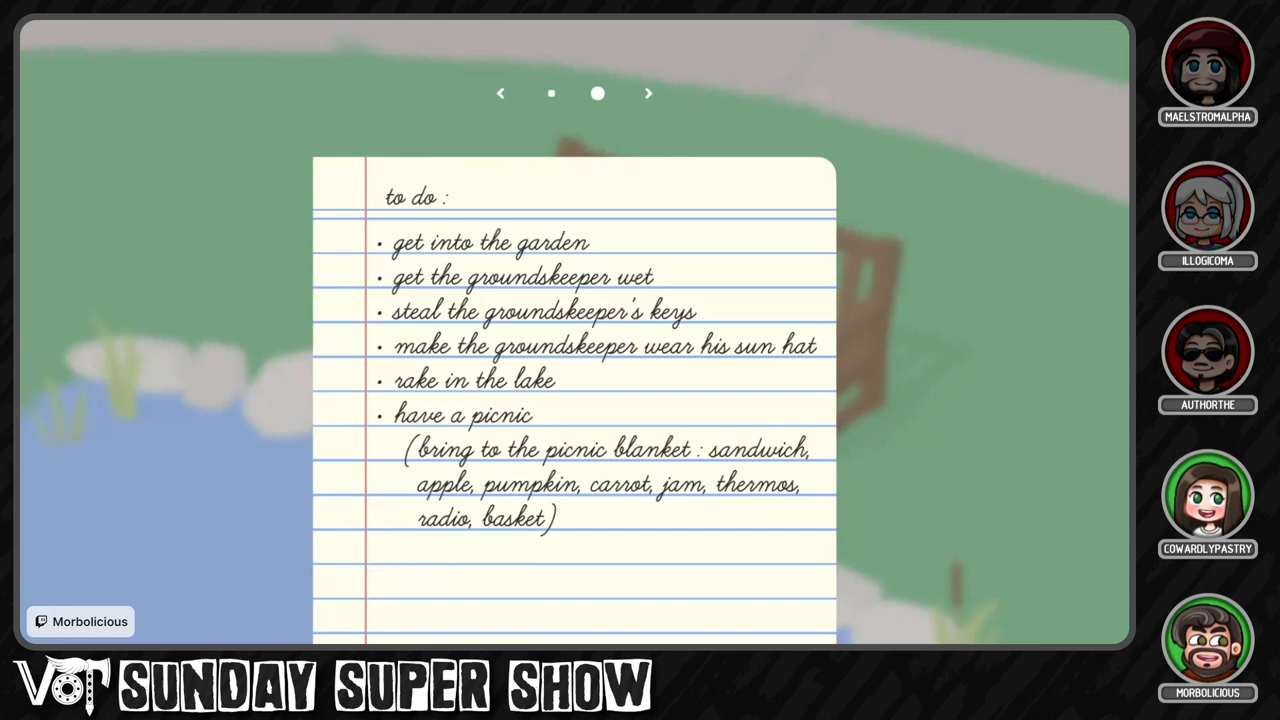 to do :
• get into the garden
• get the groundskeeper wet
• steal the groundskeeper's keys
• make the groundskeeper wear his sun hat
• rake in the lake
• have a picnic
(bring to the picnic blanket : sandwich,
apple, pumpkin, carrot, jam, thermos,
radio, basket)
Morbolicious
VOT SUNDAY SUPER SHOW
MAELSTROMALPHA
ILLOGICOMA
AUTHORTHE
COWARDLYPASTRY
MORBOLICIOUS